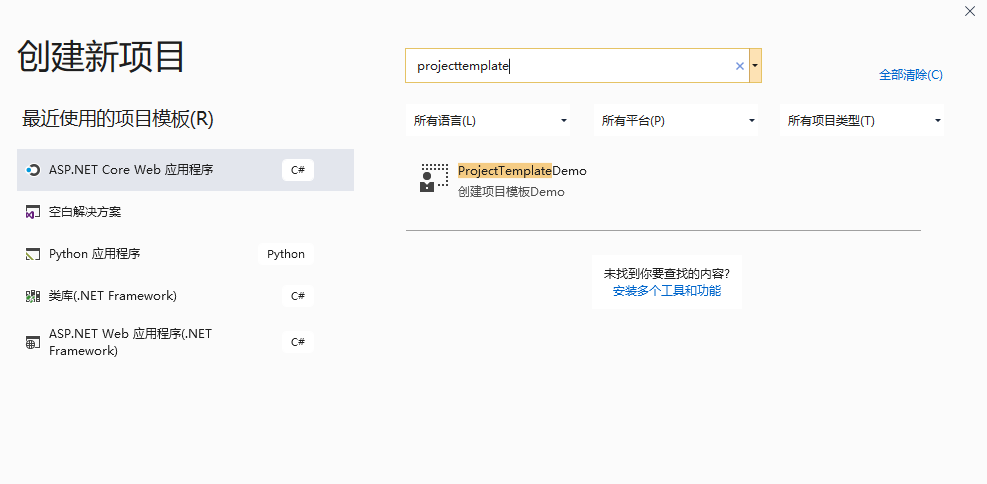 创建新项目
最近使用的项目模板(R)
ASP.NET Core Web 应用程序
C#
空白解决方案
Python 应用程序
Python
类库(.NET Framework)
C#
ASP.NET Web 应用程序(.NET
Framework)
C#
projecttemplate
全部清除(C)
所有语言(L)
所有平台(P)
所有项目类型(T)
ProjectTemplateDemo
创建项目模板Demo
未找到你要查找的内容?
安装多个工具和功能